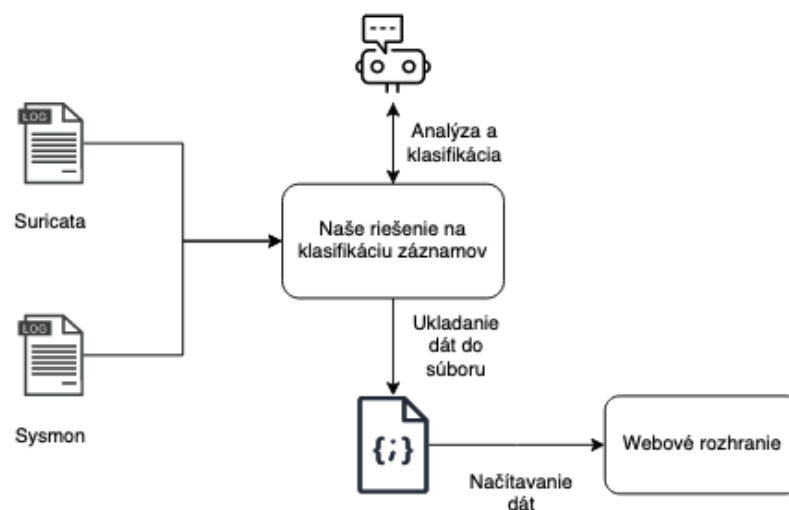 LOG
Suricata
LOG
Sysmon
Analýza a
klasifikácia
Naše riešenie na
klasifikáciu záznamov
Ukladanie
dát do
súboru
{;}
Načítavanie
dát
Webové rozhranie